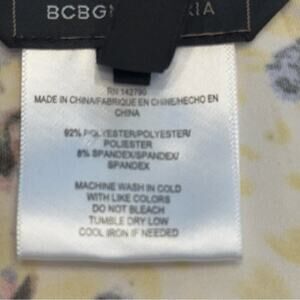 BCBG
RN 142790
MADE IN CHINA/FABRIQUE EN CHINE/HECHO EN
CHINA
92% POLYESTER/POLYESTER/
POLIESTER
8% SPANDEX/SPANDEX/
SPANDEX
MACHINE WASH IN COLD
WITH LIKE COLORS
DO NOT BLEACH
TUMBLE DRY LOW
COOL IRON IF NEEDED